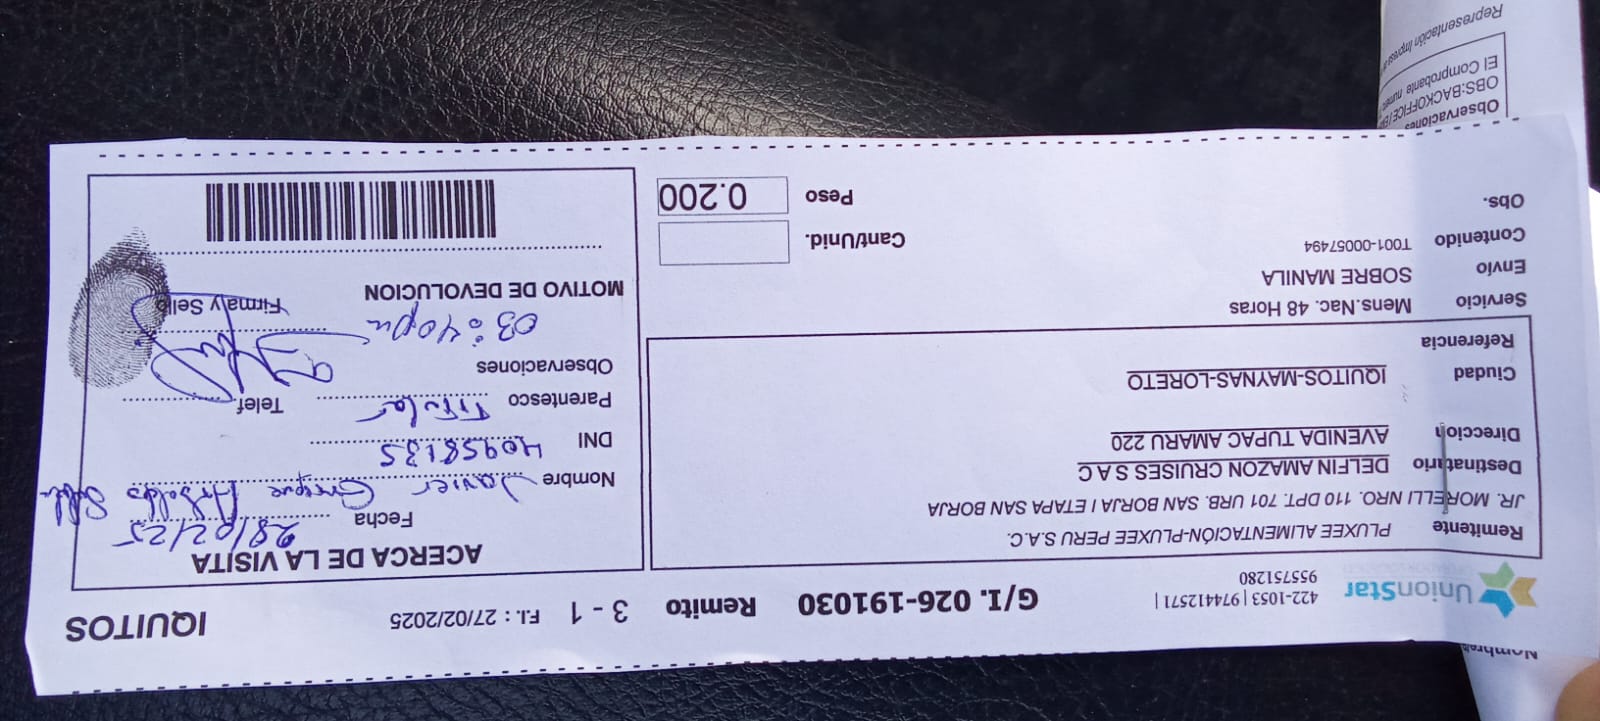 UnionStar
422-1053 | 974412571 |
955751280
G/I. 026-191030 Remito 3 - 1 F.I. : 27/02/2025 IQUITOS
Remitente PLUXEE ALIMENTACIÓN-PLUXEE PERU S.A.C.
JR. MORELLI NRO. 110 DPT. 701 URB. SAN BORJA I ETAPA SAN BORJA
Destinatario DELFIN AMAZON CRUISES S A C
Direccion AVENIDA TUPAC AMARU 220
Ciudad IQUITOS-MAYNAS-LORETO
Referencia
Servicio Mens.Nac. 48 Horas
Envío SOBRE MANILA
Contenido T001-00057494
Obs.
Cant/Unid.
Peso 0.200
ACERCA DE LA VISITA
Fecha 28/02/25
Nombre Javier Enrique
DNI 40958135
Parentesco Titular Telef
Observaciones
03:40pm
Firma y Sello
MOTIVO DE DEVOLUCION
Observaciones
OBS:BACKOFFICE
El Comprobante
Representación Impresa